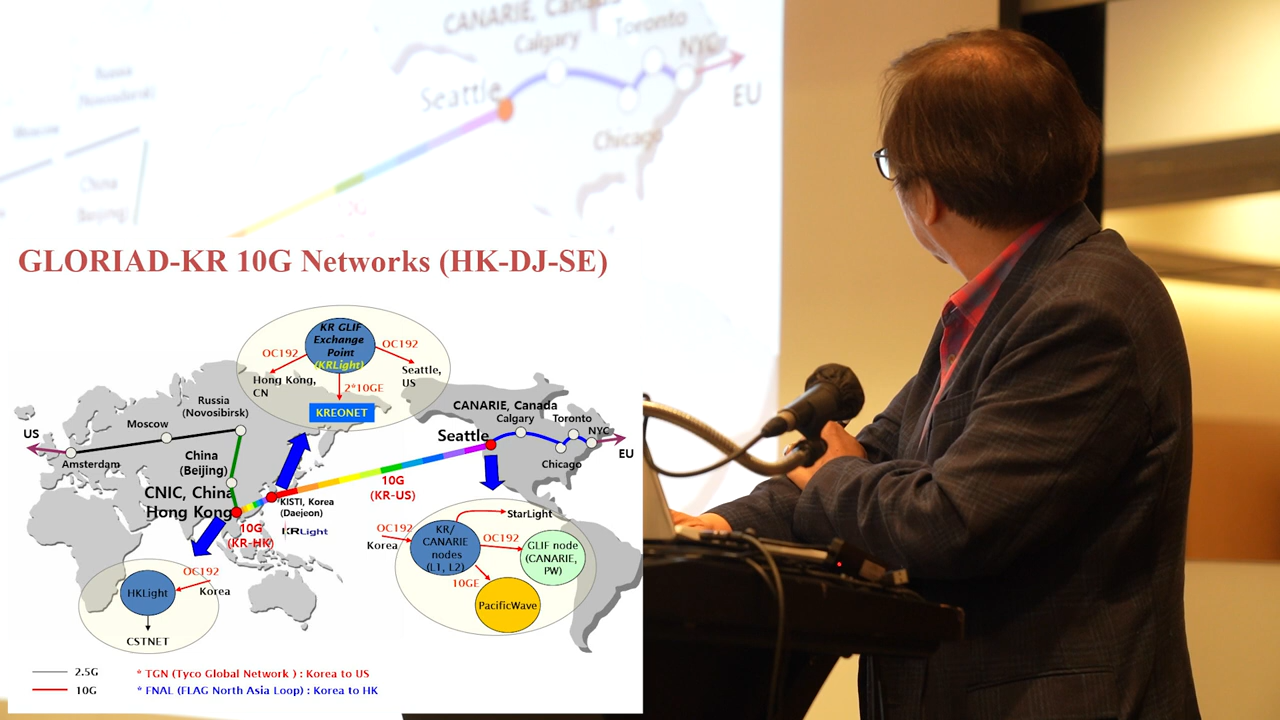 CANARIE, Canada
Calgary
Toronto
NYC
Seattle
EU
Chicago
Russia
(Novosibirsk)
Moscow
China
Beijing)
GLORIAD-KR 10G Networks (HK-DJ-SE)
KR GLIF
Exchange
Point
(KRLight)
OC192
OC192
Hong Kong,
CN
Seattle,
US
2*10GE
KREONET
Russia
(Novosibirsk)
Moscow
US
Amsterdam
China
(Beijing)
CNIC, China
Hong Kong
CANARIE, Canada
Calgary
Toronto
Seattle
NYC
EU
Chicago
10G
(KR-US)
KISTI, Korea
(Daejeon)
KRLight
10G
(KR-HK)
OC192
Korea
HKLight
CSTNET
StarLight
OC192
Korea
KR/
CANARIE
nodes
(L1, L2)
OC192
GLIF node
(CANARIE,
PW)
10GE
PacificWave
2.5G
* TGN (Tyco Global Network ) : Korea to US
10G
* FNAL (FLAG North Asia Loop) : Korea to HK